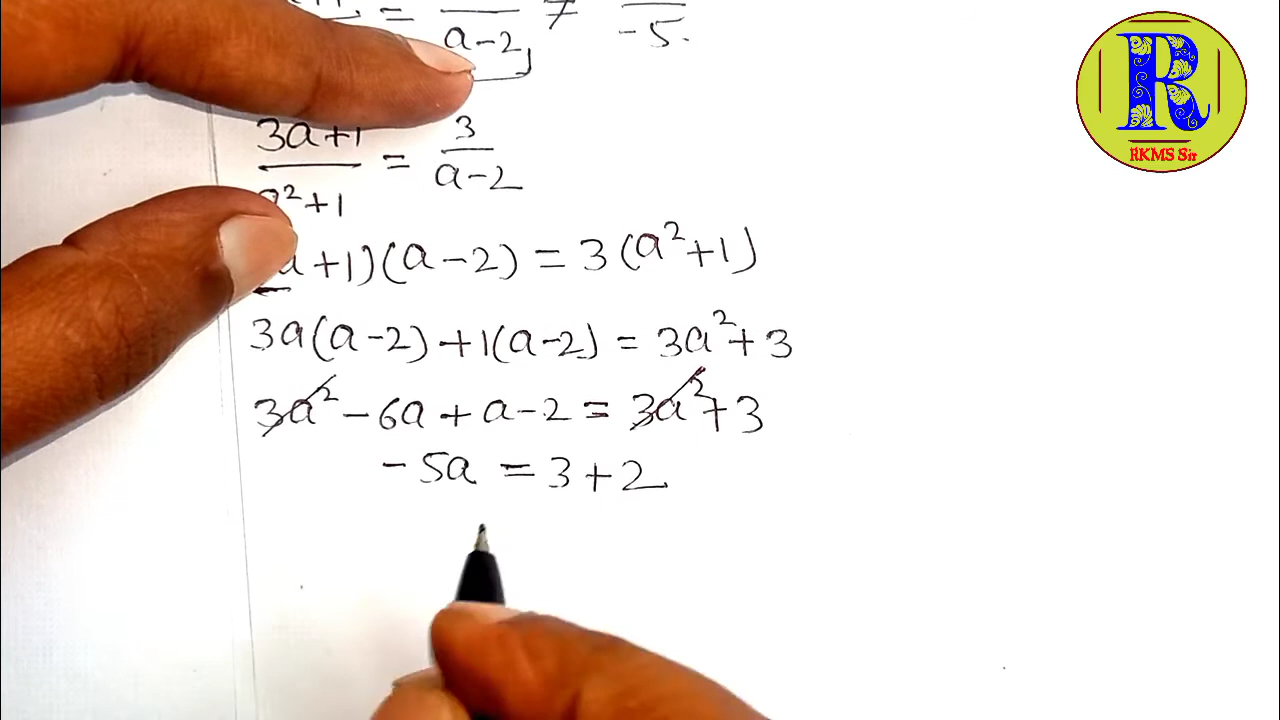 = a-2 ≠ -5.
3a+1 / a²+1 = 3 / a-2
a+1)(a-2) = 3(a²+1)
3a(a-2)+1(a-2) = 3a²+3
3a²-6a+a-2 = 3a²+3
-5a = 3+2
R
RKMS Sir